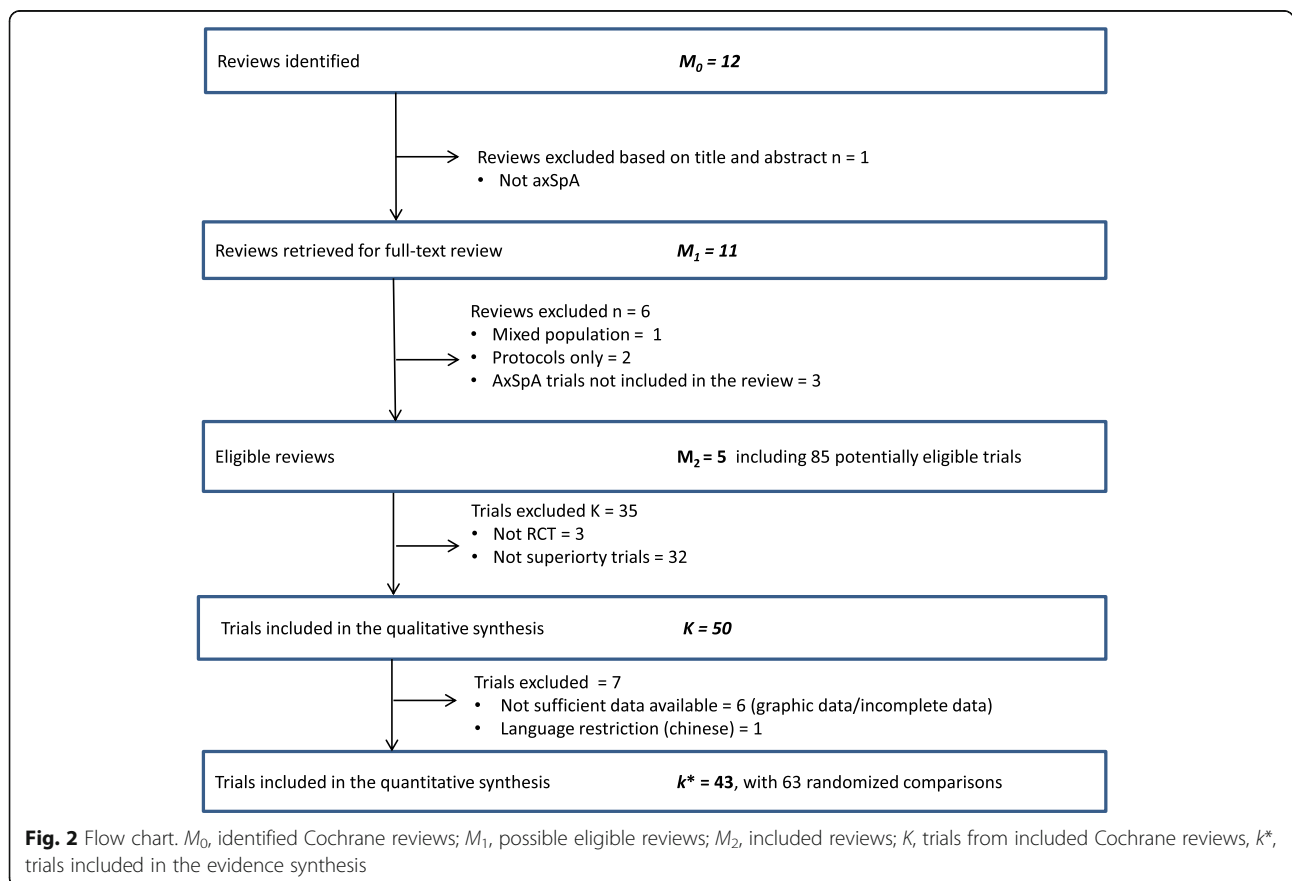 Reviews identified M₀ = 12
Reviews excluded based on title and abstract n = 1
• Not axSpA
Reviews retrieved for full-text review M₁ = 11
Reviews excluded n = 6
• Mixed population = 1
• Protocols only = 2
• AxSpA trials not included in the review = 3
Eligible reviews M₂ = 5 including 85 potentially eligible trials
Trials excluded K = 35
• Not RCT = 3
• Not superiorty trials = 32
Trials included in the qualitative synthesis K = 50
Trials excluded = 7
• Not sufficient data available = 6 (graphic data/incomplete data)
• Language restriction (chinese) = 1
Trials included in the quantitative synthesis k* = 43, with 63 randomized comparisons
Fig. 2 Flow chart. M₀, identified Cochrane reviews; M₁, possible eligible reviews; M₂, included reviews; K, trials from included Cochrane reviews, k*,
trials included in the evidence synthesis